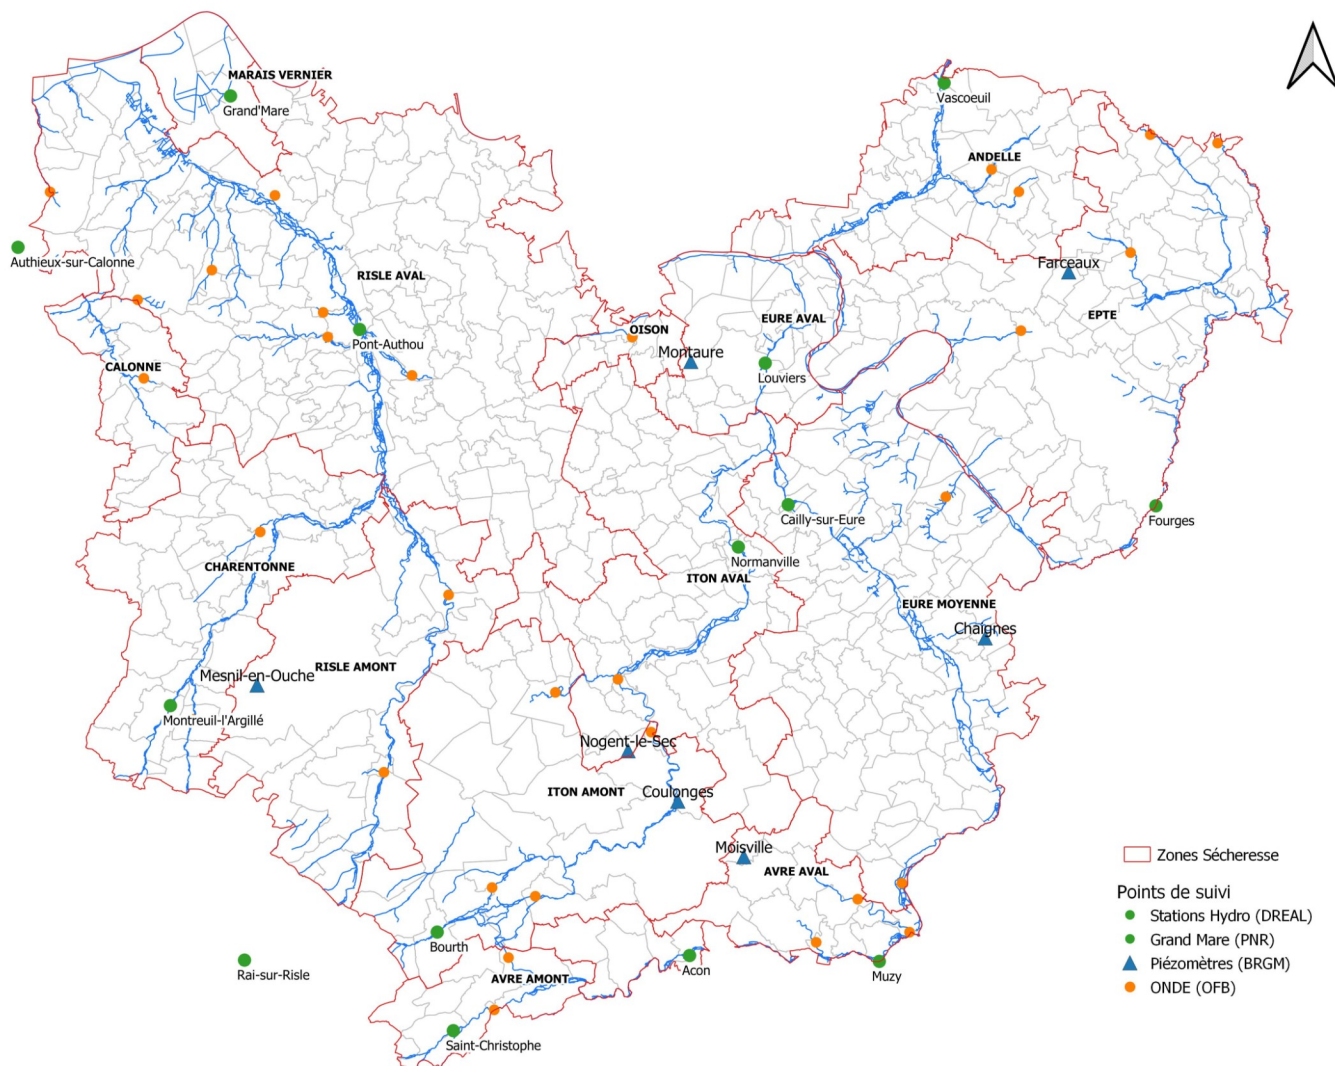 MARAIS VERNIER
Grand'Mare
Vascoeuil
ANDELLE
Authieux-sur-Calonne
RISLE AVAL
Farceaux
EPTE
OISON
EURE AVAL
Pont-Authou
Montaure
CALONNE
Louviers
Cailly-sur-Eure
Fourges
Normanville
CHARENTONNE
ITON AVAL
EURE MOYENNE
Chaignes
RISLE AMONT
Mesnil-en-Ouche
Montreuil-l'Argillé
Nogent-le-Sec
ITON AMONT
Coulonges
Moisville
AVRE AVAL
Bourth
Rai-sur-Risle
Acon
Muzy
AVRE AMONT
Saint-Christophe
Zones Sécheresse
Points de suivi
Stations Hydro (DREAL)
Grand Mare (PNR)
Piézomètres (BRGM)
ONDE (OFB)